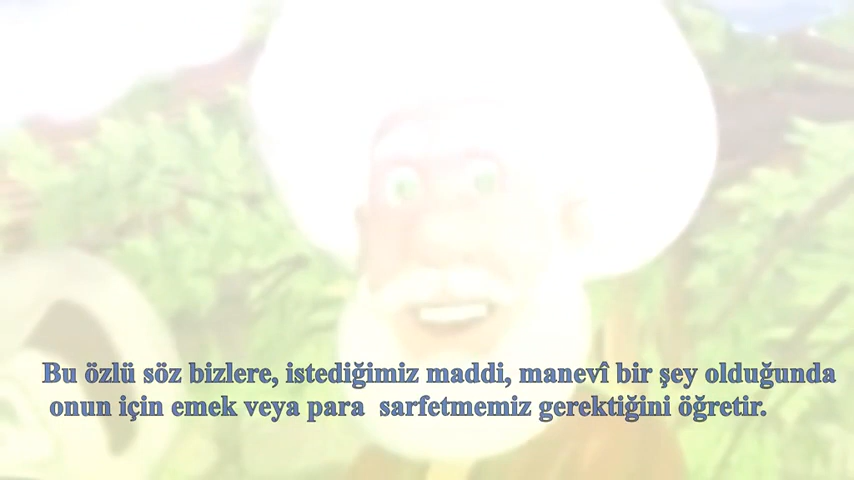 Bu özlü söz bizlere, istediğimiz maddi, manevî bir şey olduğunda
onun için emek veya para sarfetmemiz gerektiğini öğretir.